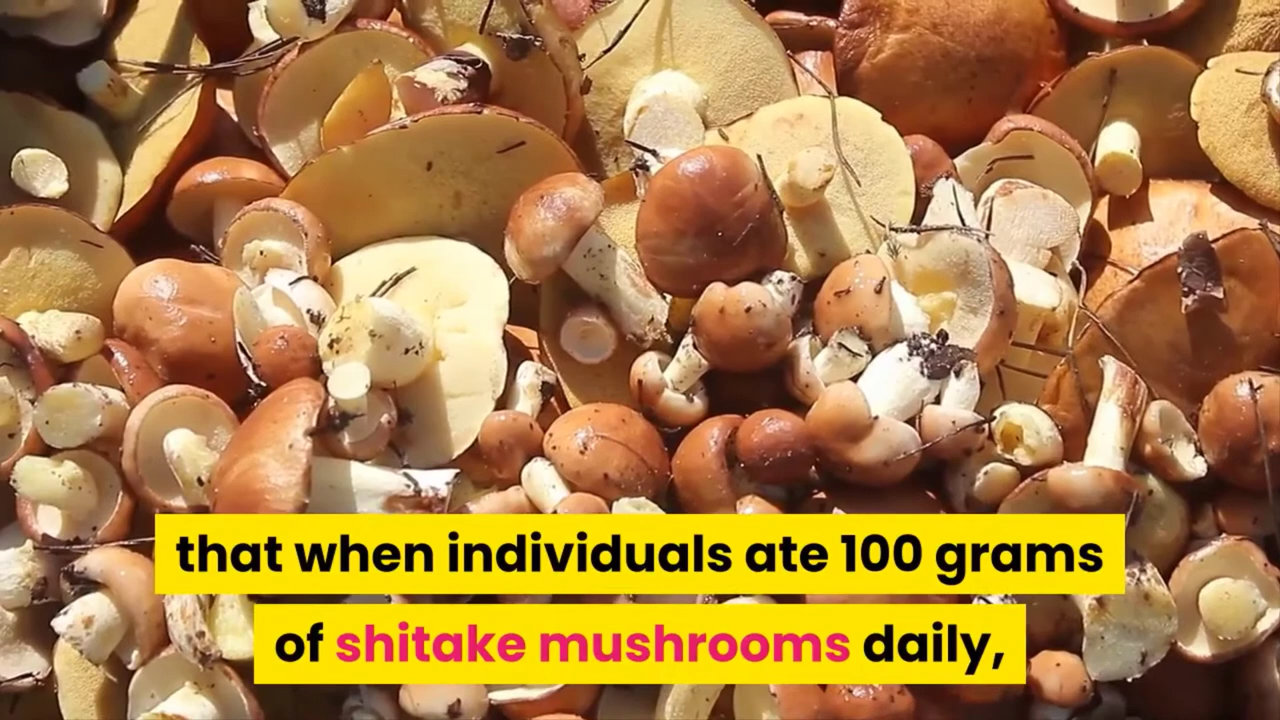 that when individuals ate 100 grams
of shitake mushrooms daily,